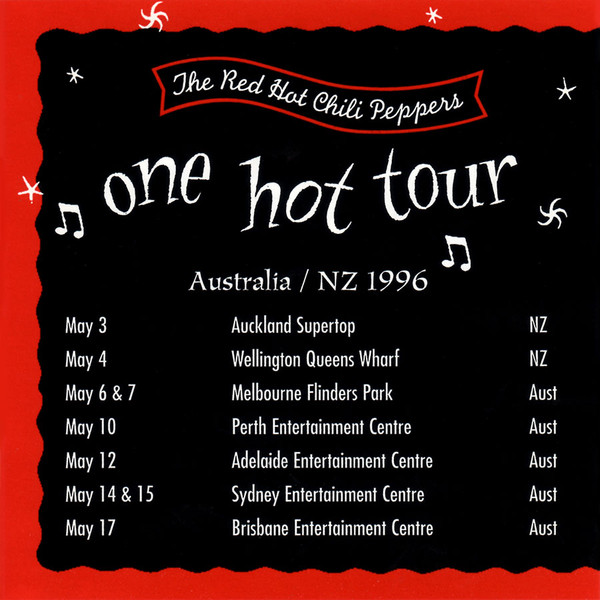 The Red Hot Chili Peppers
one hot tour
Australia / NZ 1996
May 3 Auckland Supertop NZ
May 4 Wellington Queens Wharf NZ
May 6 & 7 Melbourne Flinders Park Aust
May 10 Perth Entertainment Centre Aust
May 12 Adelaide Entertainment Centre Aust
May 14 & 15 Sydney Entertainment Centre Aust
May 17 Brisbane Entertainment Centre Aust